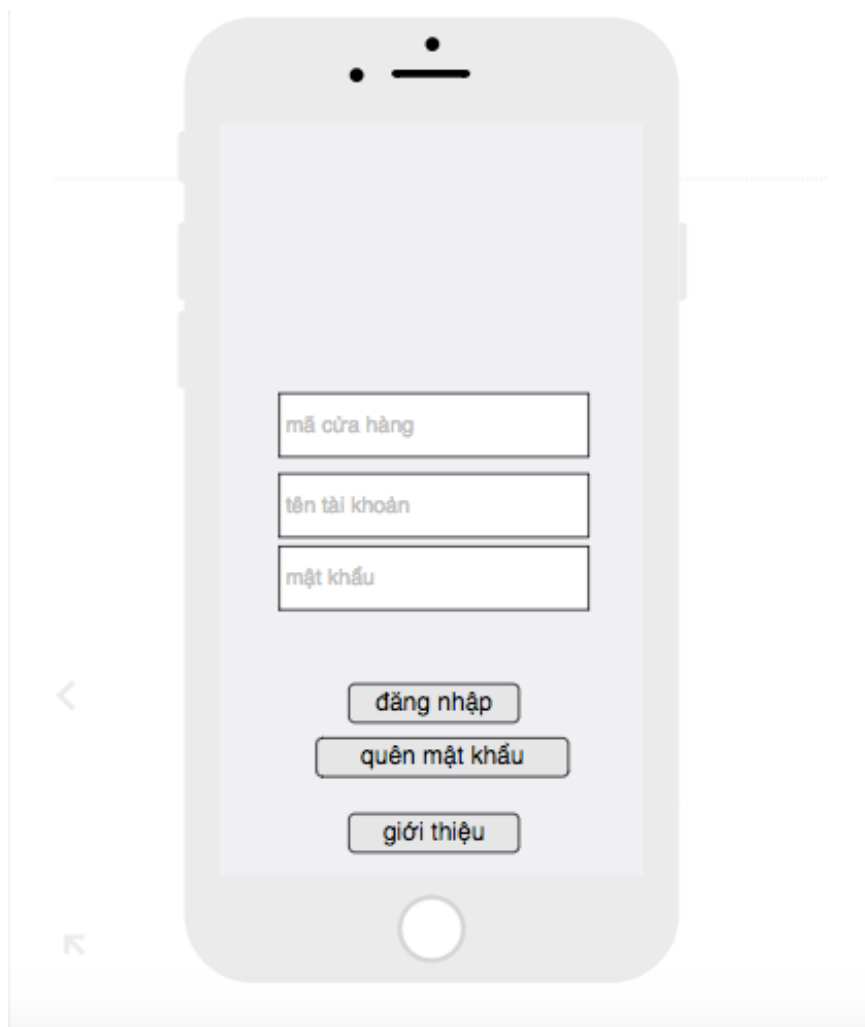 mã cửa hàng
tên tài khoản
mật khẩu
đăng nhập
quên mật khẩu
giới thiệu